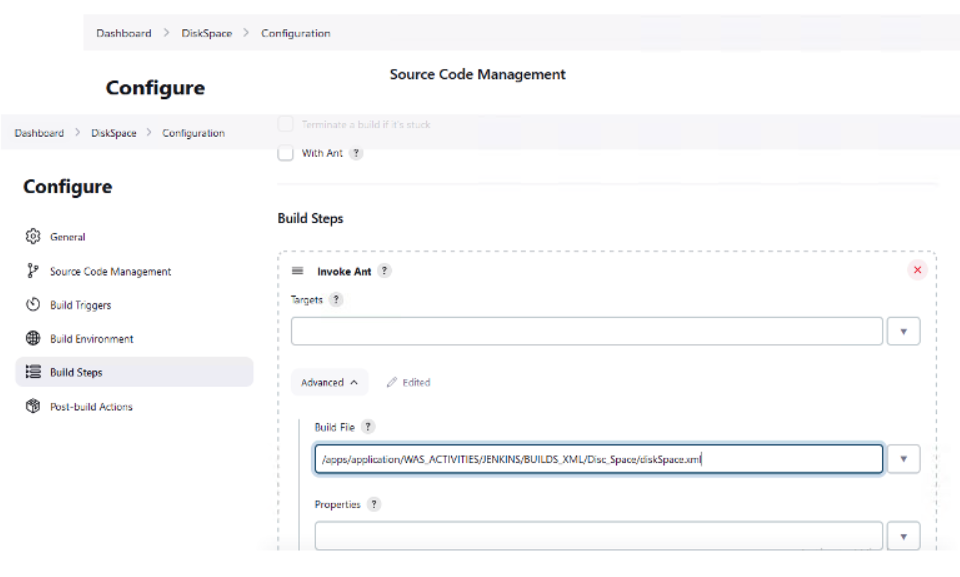 Dashboard > DiskSpace > Configuration
Configure
Source Code Management
Dashboard > DiskSpace > Configuration
Terminate a build if it's stuck
With Ant ?
Configure
General
Source Code Management
Build Triggers
Build Environment
Build Steps
Post-build Actions
Build Steps
Invoke Ant ?
Targets ?
Advanced
Edited
Build File ?
/apps/application/WAS_ACTIVITIES/JENKINS/BUILDS_XML/Disc_Space/diskSpace.xml
Properties ?